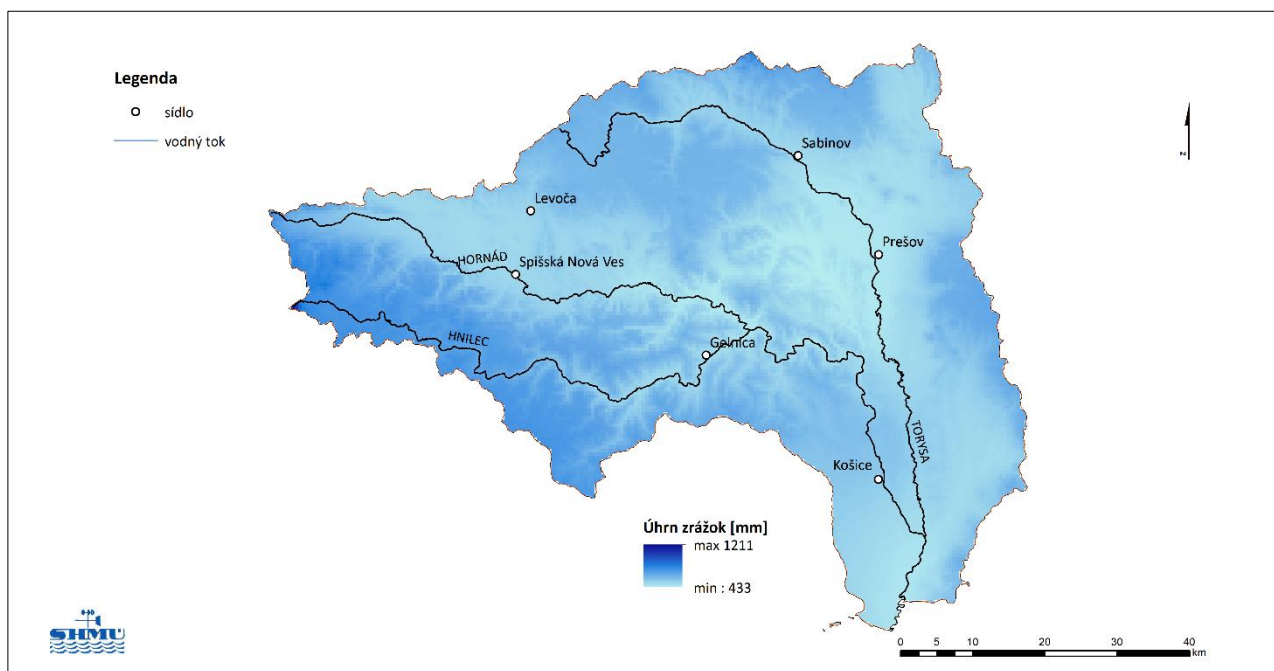 Legenda
sídlo
vodný tok
Sabinov
Levoča
Prešov
HORNÁD
Spišská Nová Ves
HNILEC
Gelnica
TORYSA
Košice
Úhrn zrážok [mm]
max 1211
min : 433
SHMÚ
0 5 10 20 30 40
km
z